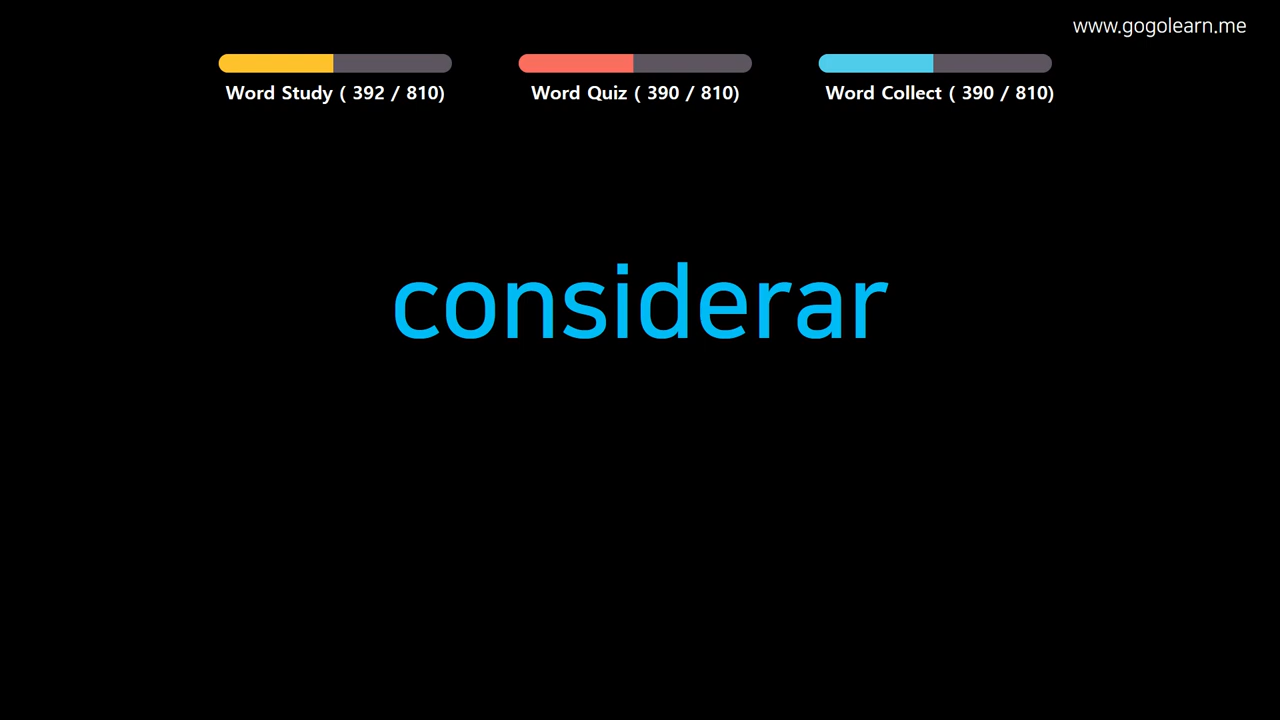 www.gogolearn.me
Word Study ( 392 / 810)
Word Quiz ( 390 / 810)
Word Collect ( 390 / 810)
considerar